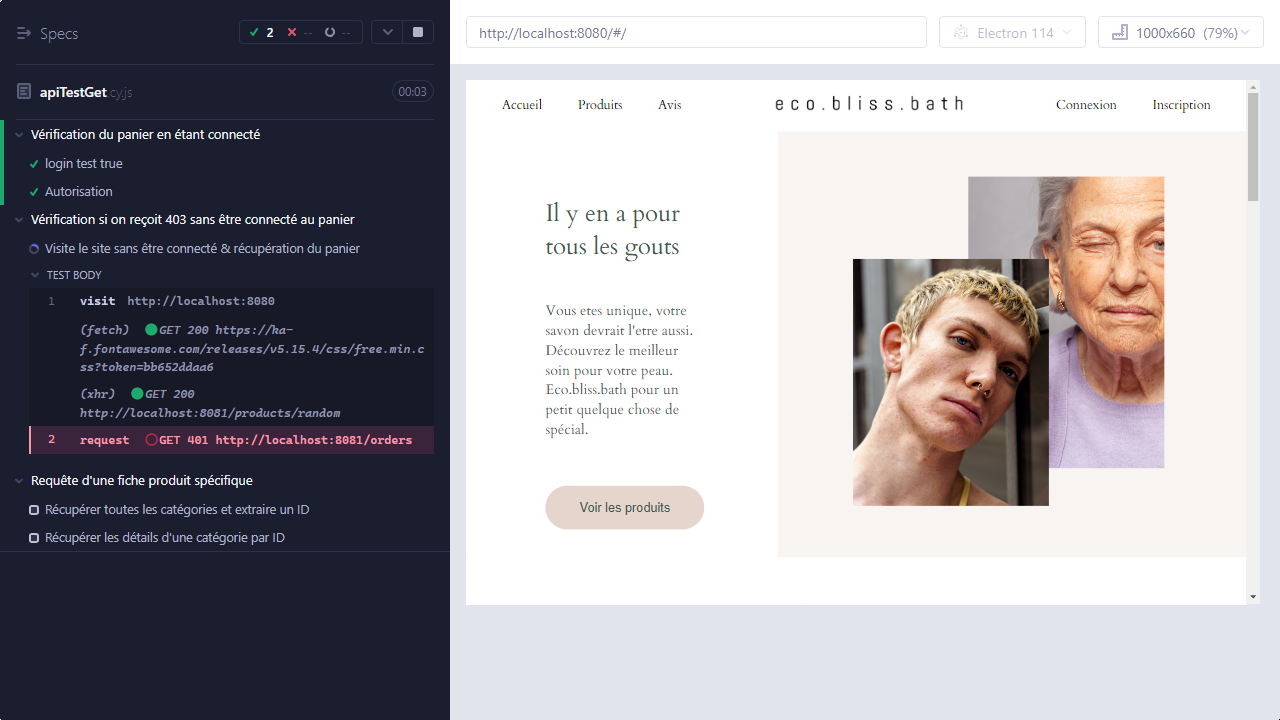 Specs
2 -- --
http://localhost:8080/#/
Electron 114
1000x660 (79%)
apiTestGet.cy.js
00:03
Vérification du panier en étant connecté
login test true
Autorisation
Vérification si on reçoit 403 sans être connecté au panier
Visite le site sans être connecté & récupération du panier
TEST BODY
1 visit http://localhost:8080
(fetch) GET 200 https://ka-
f.fontawesome.com/releases/v5.15.4/css/free.min.c
ss?token=bb652ddaa6
(xhr) GET 200
http://localhost:8081/products/random
2 request GET 401 http://localhost:8081/orders
Requête d'une fiche produit spécifique
Récupérer toutes les catégories et extraire un ID
Récupérer les détails d'une catégorie par ID
Accueil Produits Avis
eco.bliss.bath
Connexion Inscription
Il y en a pour
tous les gouts
Vous etes unique, votre
savon devrait l'etre aussi.
Découvrez le meilleur
soin pour votre peau.
Eco.bliss.bath pour un
petit quelque chose de
spécial.
Voir les produits